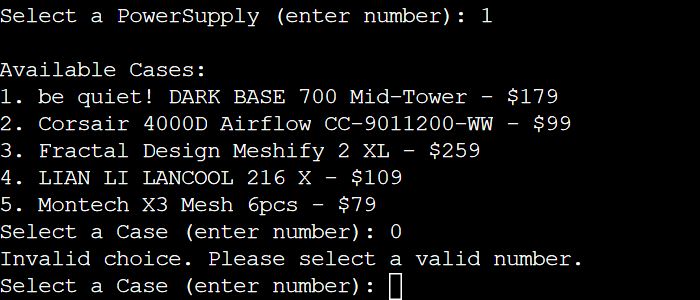 Select a PowerSupply (enter number): 1
Available Cases:
1. be quiet! DARK BASE 700 Mid-Tower - $179
2. Corsair 4000D Airflow CC-9011200-WW - $99
3. Fractal Design Meshify 2 XL - $259
4. LIAN LI LANCOOL 216 X - $109
5. Montech X3 Mesh 6pcs - $79
Select a Case (enter number): 0
Invalid choice. Please select a valid number.
Select a Case (enter number):